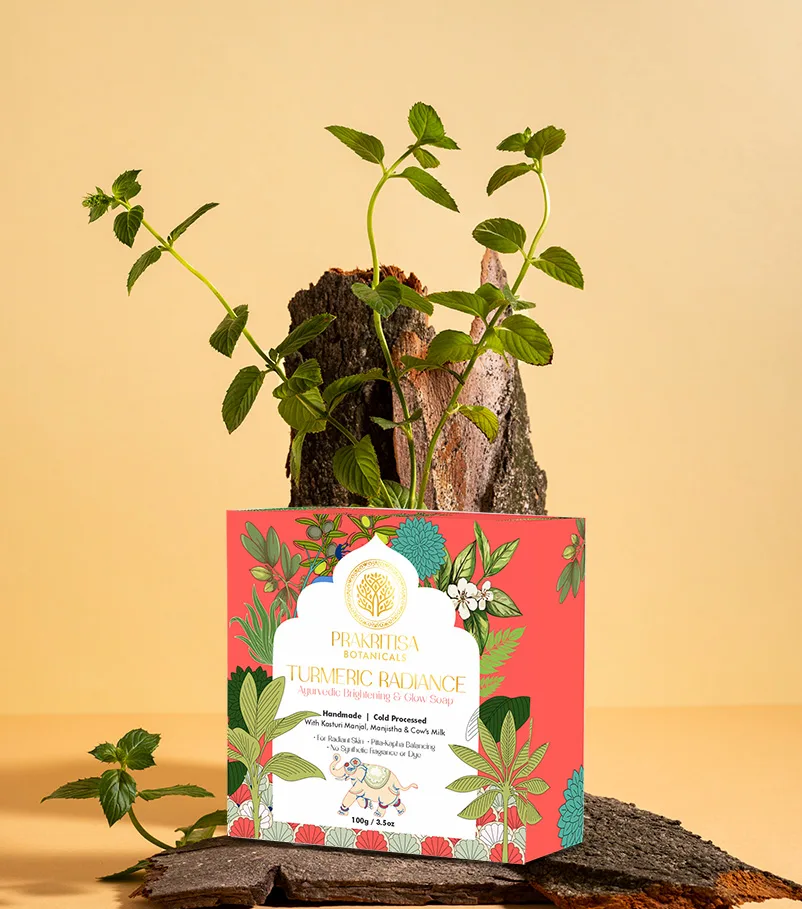 PRAKRITISA
BOTANICALS
TURMERIC RADIANCE
Ayurvedic Brightening & Glow Soap
Handmade | Cold Processed
With Kasturi Manjal, Manjistha & Cow's Milk
• For Radiant Skin • Pitta-Kapha Balancing
• No Synthetic fragrance or Dye
100g / 3.5oz